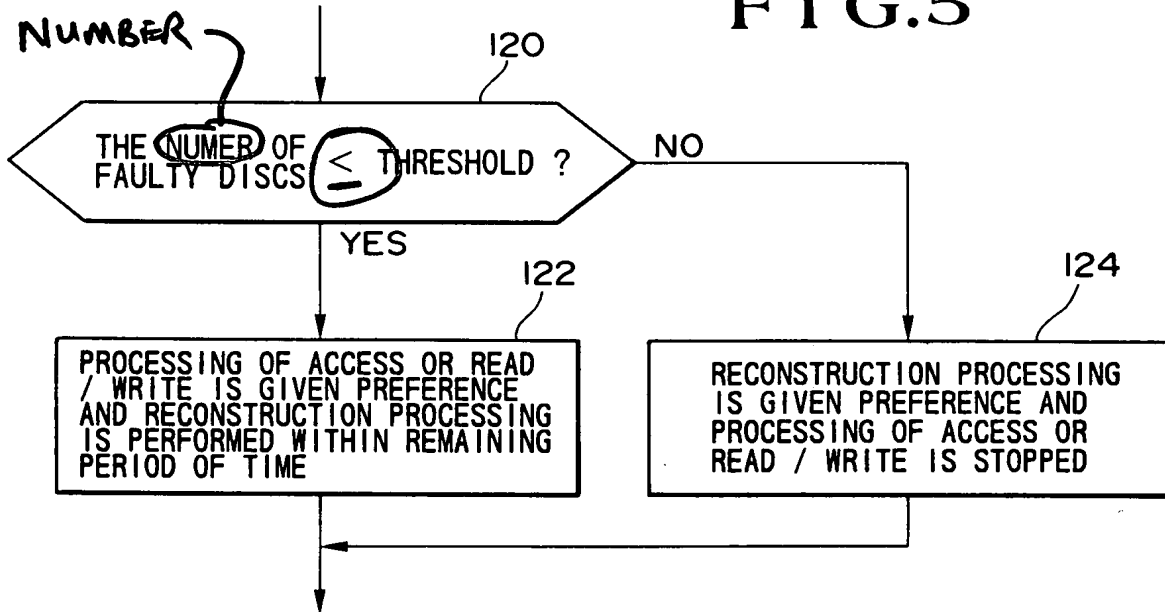 FIG.5
NUMBER
120
THE NUMER OF
FAULTY DISCS ≤ THRESHOLD ?
NO
YES
122
124
PROCESSING OF ACCESS OR READ
/ WRITE IS GIVEN PREFERENCE
AND RECONSTRUCTION PROCESSING
IS PERFORMED WITHIN REMAINING
PERIOD OF TIME
RECONSTRUCTION PROCESSING
IS GIVEN PREFERENCE AND
PROCESSING OF ACCESS OR
READ / WRITE IS STOPPED